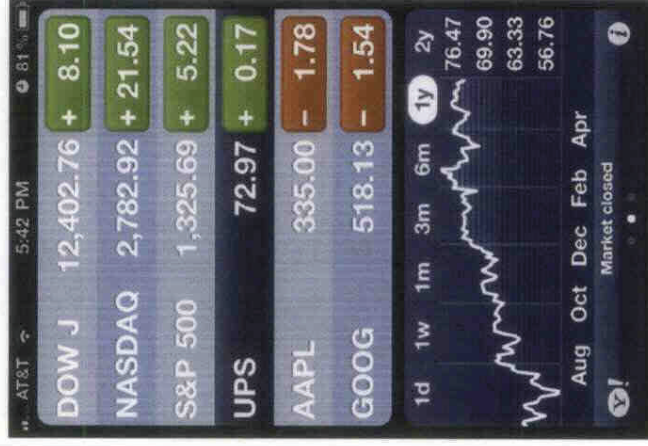 AT&T 5:42 PM 81 %
DOW J 12,402.76 + 8.10
NASDAQ 2,782.92 + 21.54
S&P 500 1,325.69 + 5.22
UPS 72.97 + 0.17
AAPL 335.00 – 1.78
GOOG 518.13 – 1.54
1d 1w 1m 3m 6m 1y 2y
76.47
69.90
63.33
56.76
Aug Oct Dec Feb Apr
Y! Market closed i